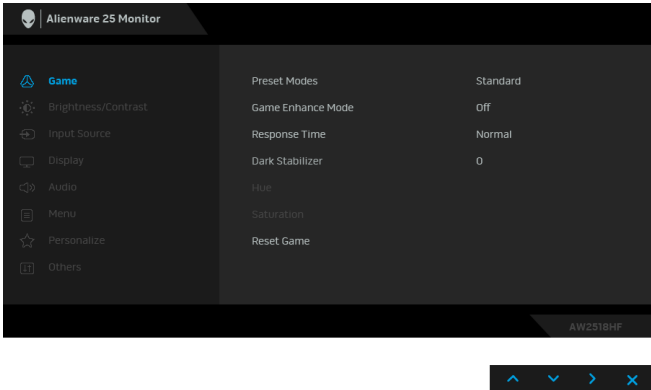 Alienware 25 Monitor
Game
Preset Modes Standard
Brightness/Contrast
Game Enhance Mode Off
Input Source
Response Time Normal
Display
Dark Stabilizer 0
Audio
Hue
Menu
Saturation
Personalize
Reset Game
Others
AW2518HF